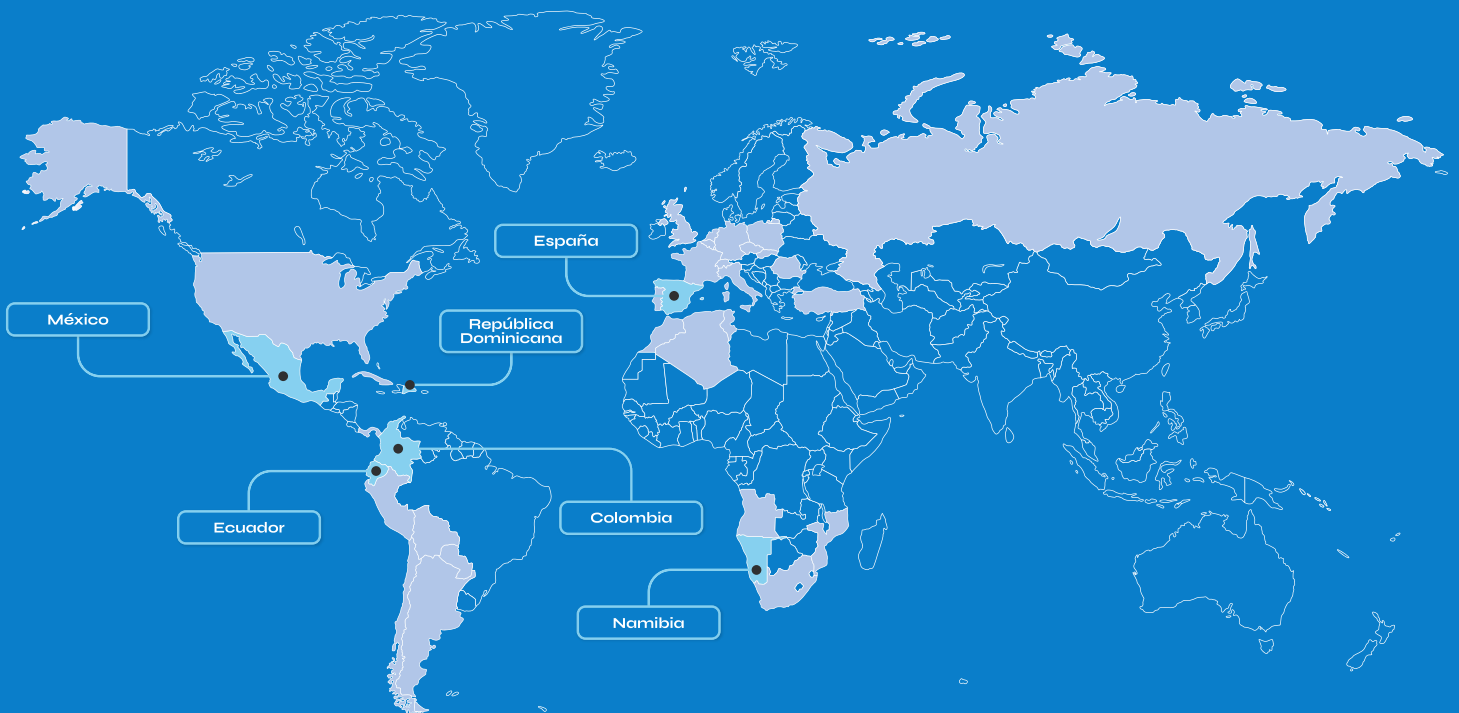 España
México
República
Dominicana
Ecuador
Colombia
Namibia